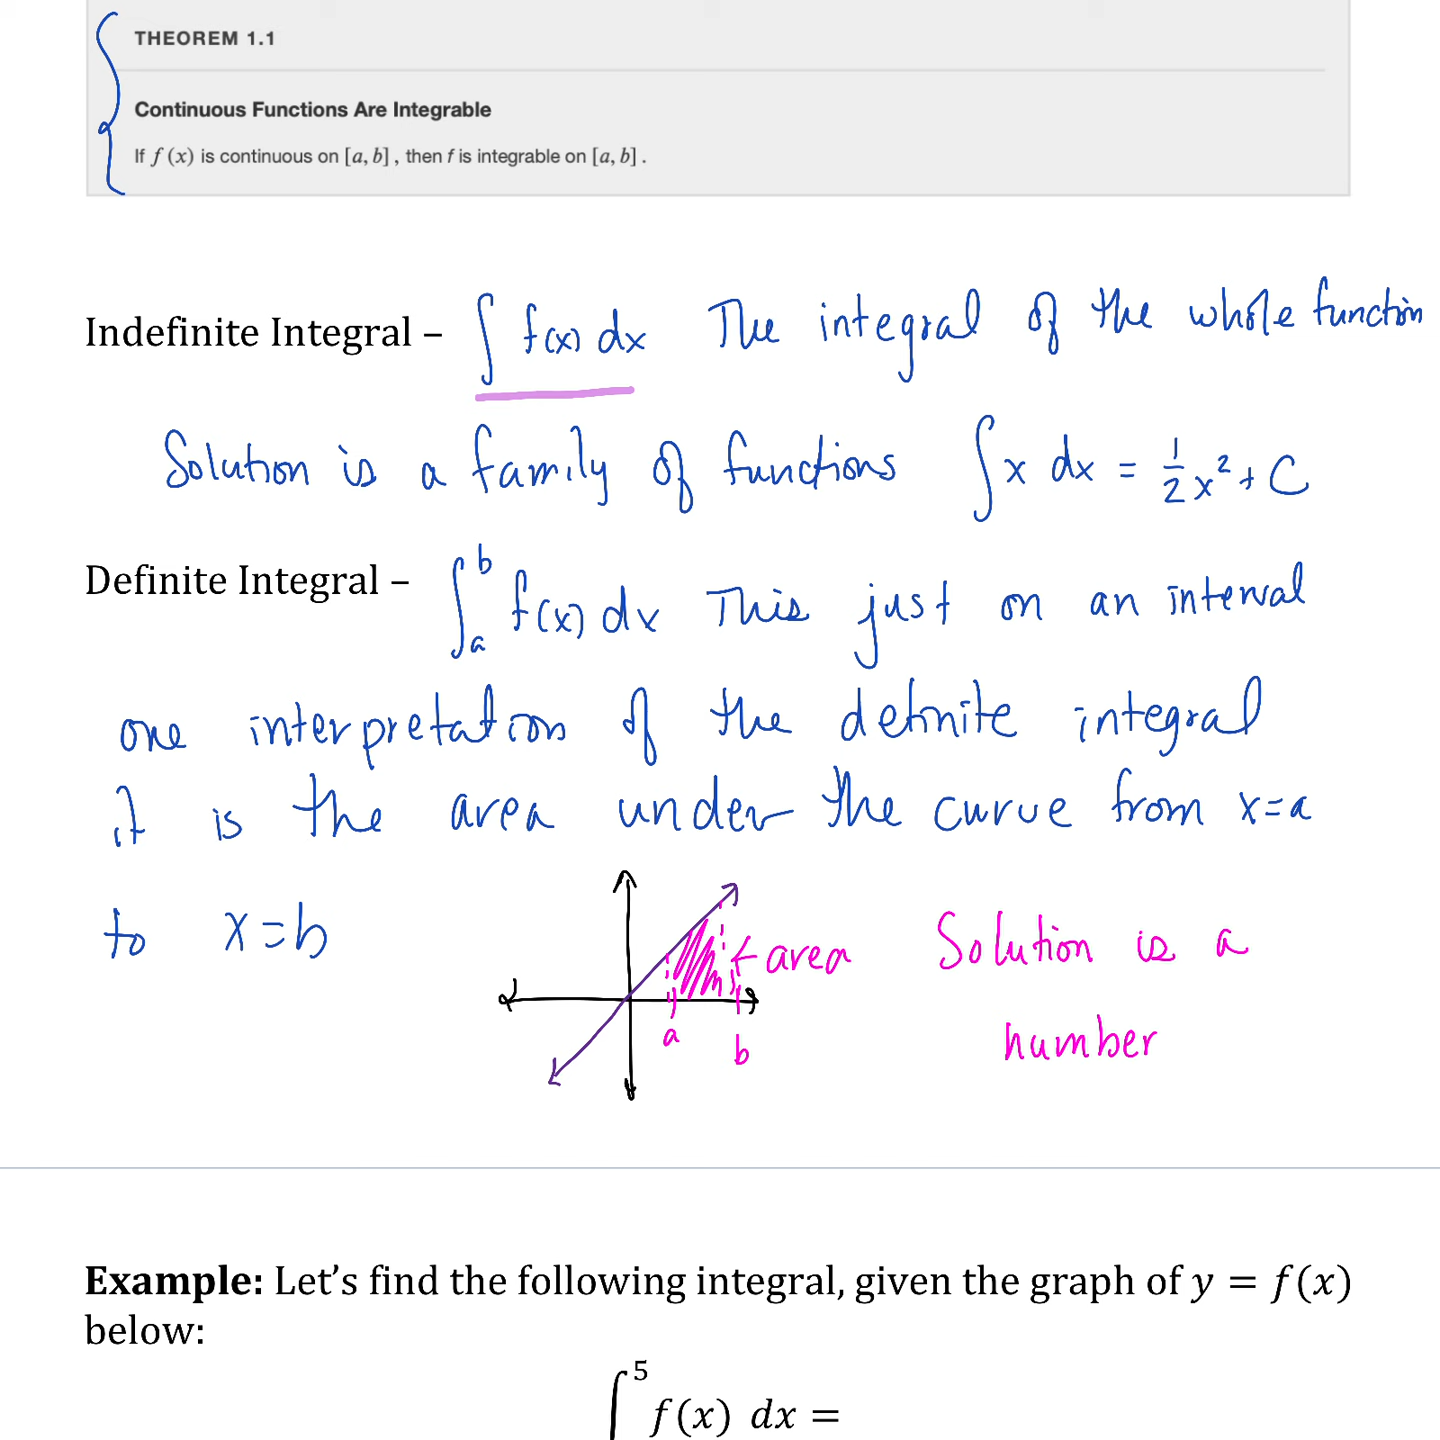 THEOREM 1.1
Continuous Functions Are Integrable
If f (x) is continuous on [a, b] , then f is integrable on [a, b] .
Indefinite Integral – ∫ f(x) dx The integral of the whole function
Solution is a family of functions ∫ x dx = 1/2 x² + C
Definite Integral – ∫_a^b f(x) dx This just on an interval
one interpretation of the definite integral
it is the area under the curve from x=a
to x=b
area
Solution is a
number
a
b
Example: Let’s find the following integral, given the graph of y = f(x)
below:
∫^5 f(x) dx =